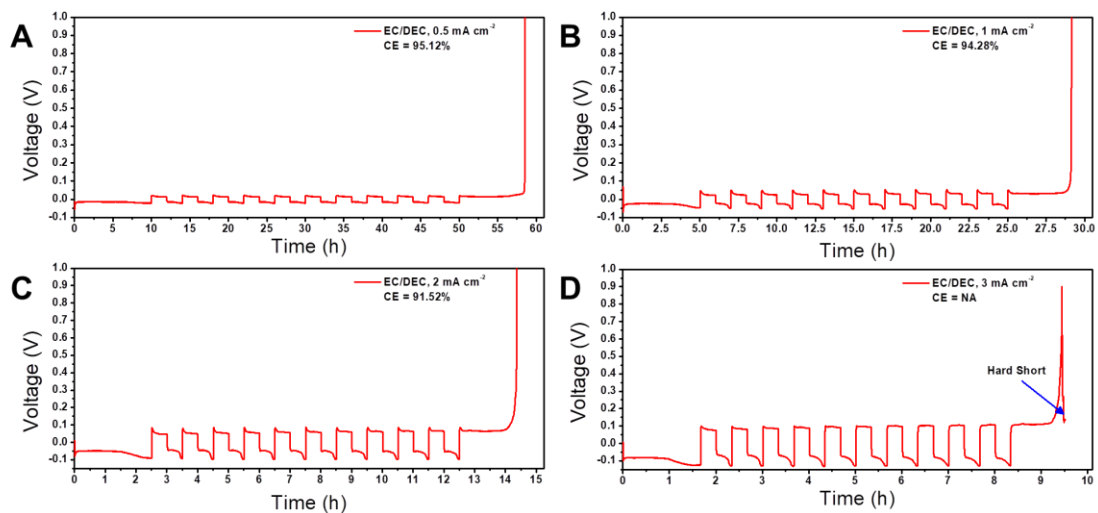 A
EC/DEC, 0.5 mA cm⁻²
CE = 95.12%
Voltage (V)
1.0
0.9
0.8
0.7
0.6
0.5
0.4
0.3
0.2
0.1
0.0
-0.1
0 5 10 15 20 25 30 35 40 45 50 55 60
Time (h)
B
EC/DEC, 1 mA cm⁻²
CE = 94.28%
Voltage (V)
1.0
0.9
0.8
0.7
0.6
0.5
0.4
0.3
0.2
0.1
0.0
-0.1
0.0 2.5 5.0 7.5 10.0 12.5 15.0 17.5 20.0 22.5 25.0 27.5 30.0
Time (h)
C
EC/DEC, 2 mA cm⁻²
CE = 91.52%
Voltage (V)
1.0
0.9
0.8
0.7
0.6
0.5
0.4
0.3
0.2
0.1
0.0
-0.1
0 1 2 3 4 5 6 7 8 9 10 11 12 13 14 15
Time (h)
D
EC/DEC, 3 mA cm⁻²
CE = NA
Hard Short
Voltage (V)
1.0
0.9
0.8
0.7
0.6
0.5
0.4
0.3
0.2
0.1
0.0
-0.1
0 1 2 3 4 5 6 7 8 9 10
Time (h)